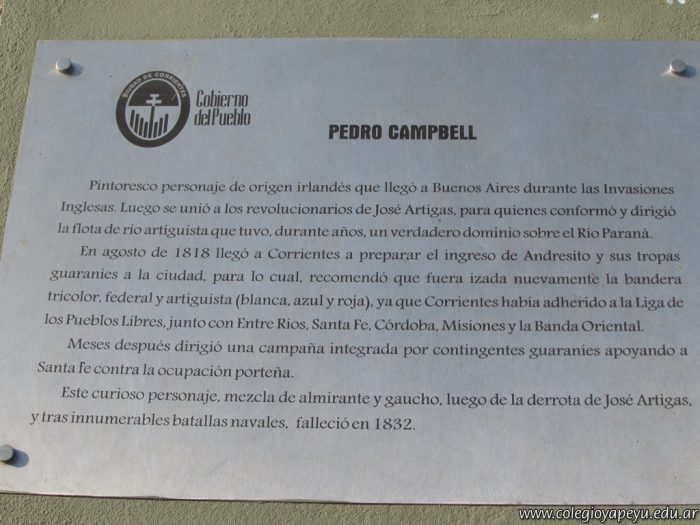 CIUDAD DE CORRIENTES
Gobierno
del Pueblo
PEDRO CAMPBELL
Pintoresco personaje de origen irlandés que llegó a Buenos Aires durante las Invasiones
Inglesas. Luego se unió a los revolucionarios de José Artigas, para quienes conformó y dirigió
la flota de río artiguista que tuvo, durante años, un verdadero dominio sobre el Río Paraná.
En agosto de 1818 llegó a Corrientes a preparar el ingreso de Andresito y sus tropas
guaraníes a la ciudad, para lo cual, recomendó que fuera izada nuevamente la bandera
tricolor, federal y artiguista (blanca, azul y roja), ya que Corrientes había adherido a la Liga de
los Pueblos Libres, junto con Entre Ríos, Santa Fe, Córdoba, Misiones y la Banda Oriental.
Meses después dirigió una campaña integrada por contingentes guaraníes apoyando a
Santa Fe contra la ocupación porteña.
Este curioso personaje, mezcla de almirante y gaucho, luego de la derrota de José Artigas,
y tras innumerables batallas navales, falleció en 1832.
www.colegioyapeyu.edu.ar